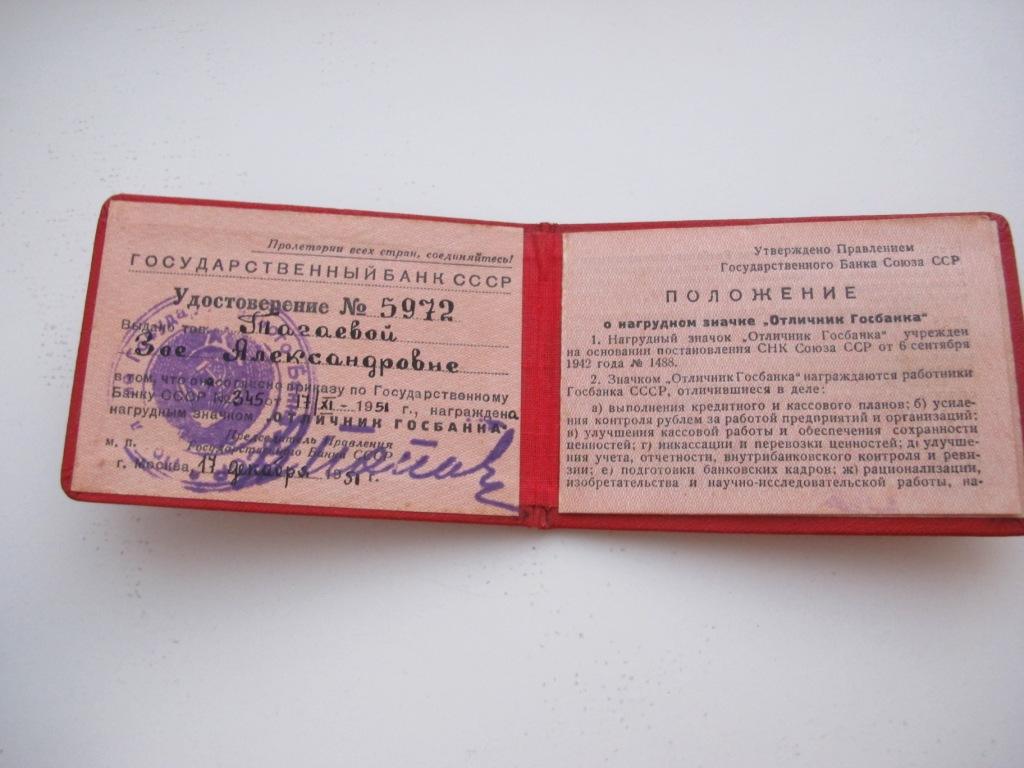 Пролетарии всех стран, соединяйтесь!
ГОСУДАРСТВЕННЫЙ БАНК СССР
Удостоверение № 5972
Выдано тов. Тагаевой
Зое Александровне
в том, что он согласно приказу по Государственному
Банку СССР № 345 от 17/XI 1951 г., награждена
нагрудным значком „ОТЛИЧНИК ГОСБАНКА“
Председатель Правления
М. П. Государственного Банка СССР
г. Москва 17 декабря 1951 г.
Утверждено Правлением
Государственного Банка Союза ССР
ПОЛОЖЕНИЕ
о нагрудном значке „Отличник Госбанка“
1. Нагрудный значок „Отличник Госбанка“ учрежден
на основании постановления СНК Союза ССР от 6 сентября
1942 года № 1488.
2. Значком „Отличник Госбанка“ награждаются работники
Госбанка СССР, отличившиеся в деле:
а) выполнения кредитного и кассового планов; б) усиле-
ния контроля рублем за работой предприятий и организаций;
в) улучшения кассовой работы и обеспечения сохранности
ценностей; г) инкассации и перевозки ценностей; д) улучше-
ния учета, отчетности, внутрибанковского контроля и реви-
зии; е) подготовки банковских кадров; ж) рационализации,
изобретательства и научно-исследовательской работы, на-